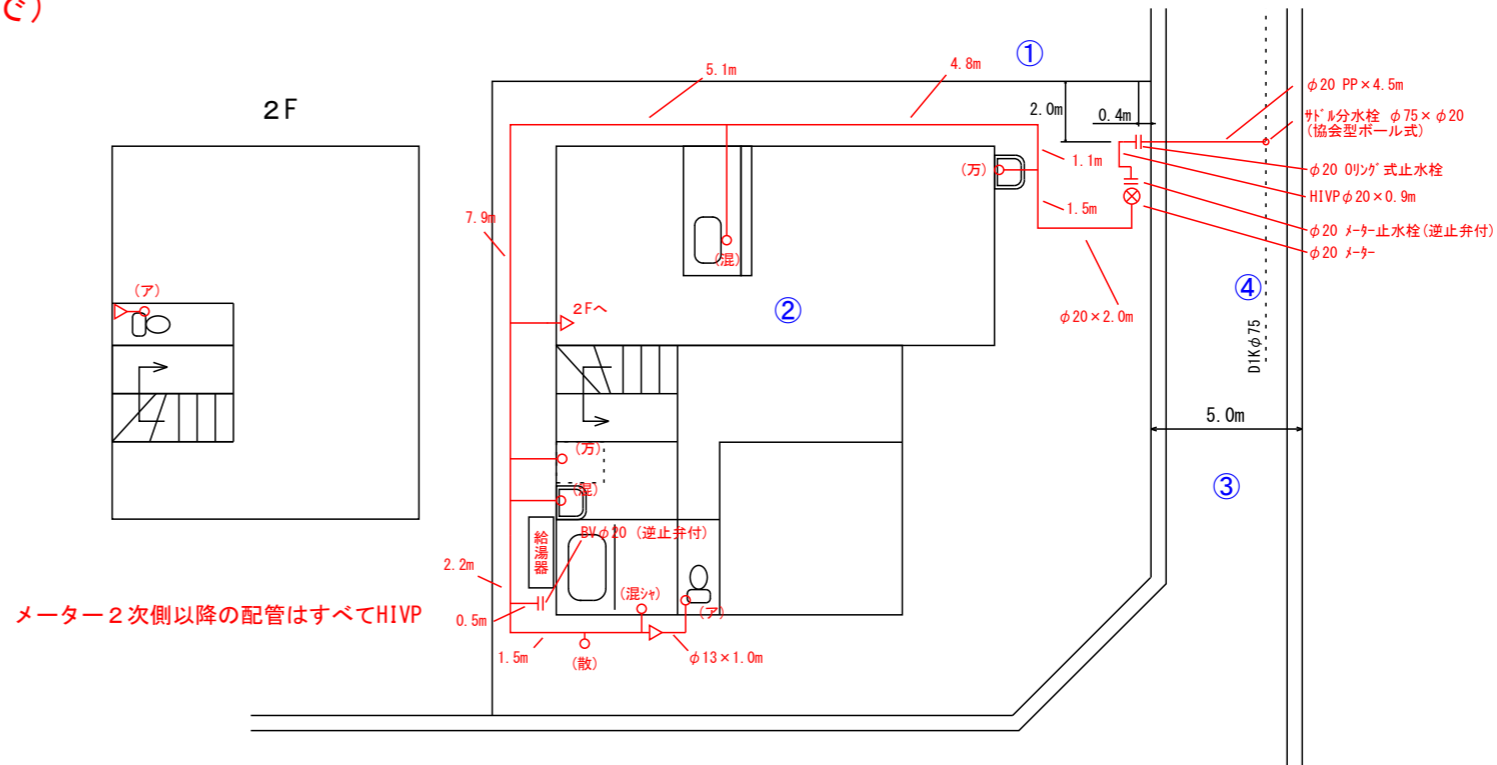 ど）
①
5.1m
4.8m
2F
2.0m
0.4m
φ20 PP×4.5m
ｻﾄﾞﾙ分水栓 φ75×φ20
(協会型ボール式)
1.1m
(万)
φ20 Oﾘﾝｸﾞ式止水栓
HIVPφ20×0.9m
7.9m
1.5m
φ20 ﾒｰﾀｰ止水栓(逆止弁付)
φ20 ﾒｰﾀｰ
(混)
(ア)
2Fへ
②
④
φ20×2.0m
D1Kφ75
5.0m
(万)
③
(混)
BVφ20 (逆止弁付)
給湯器
2.2m
(混ｼｬ)
メーター２次側以降の配管はすべてHIVP
0.5m
(ア)
1.5m
(散)
φ13×1.0m